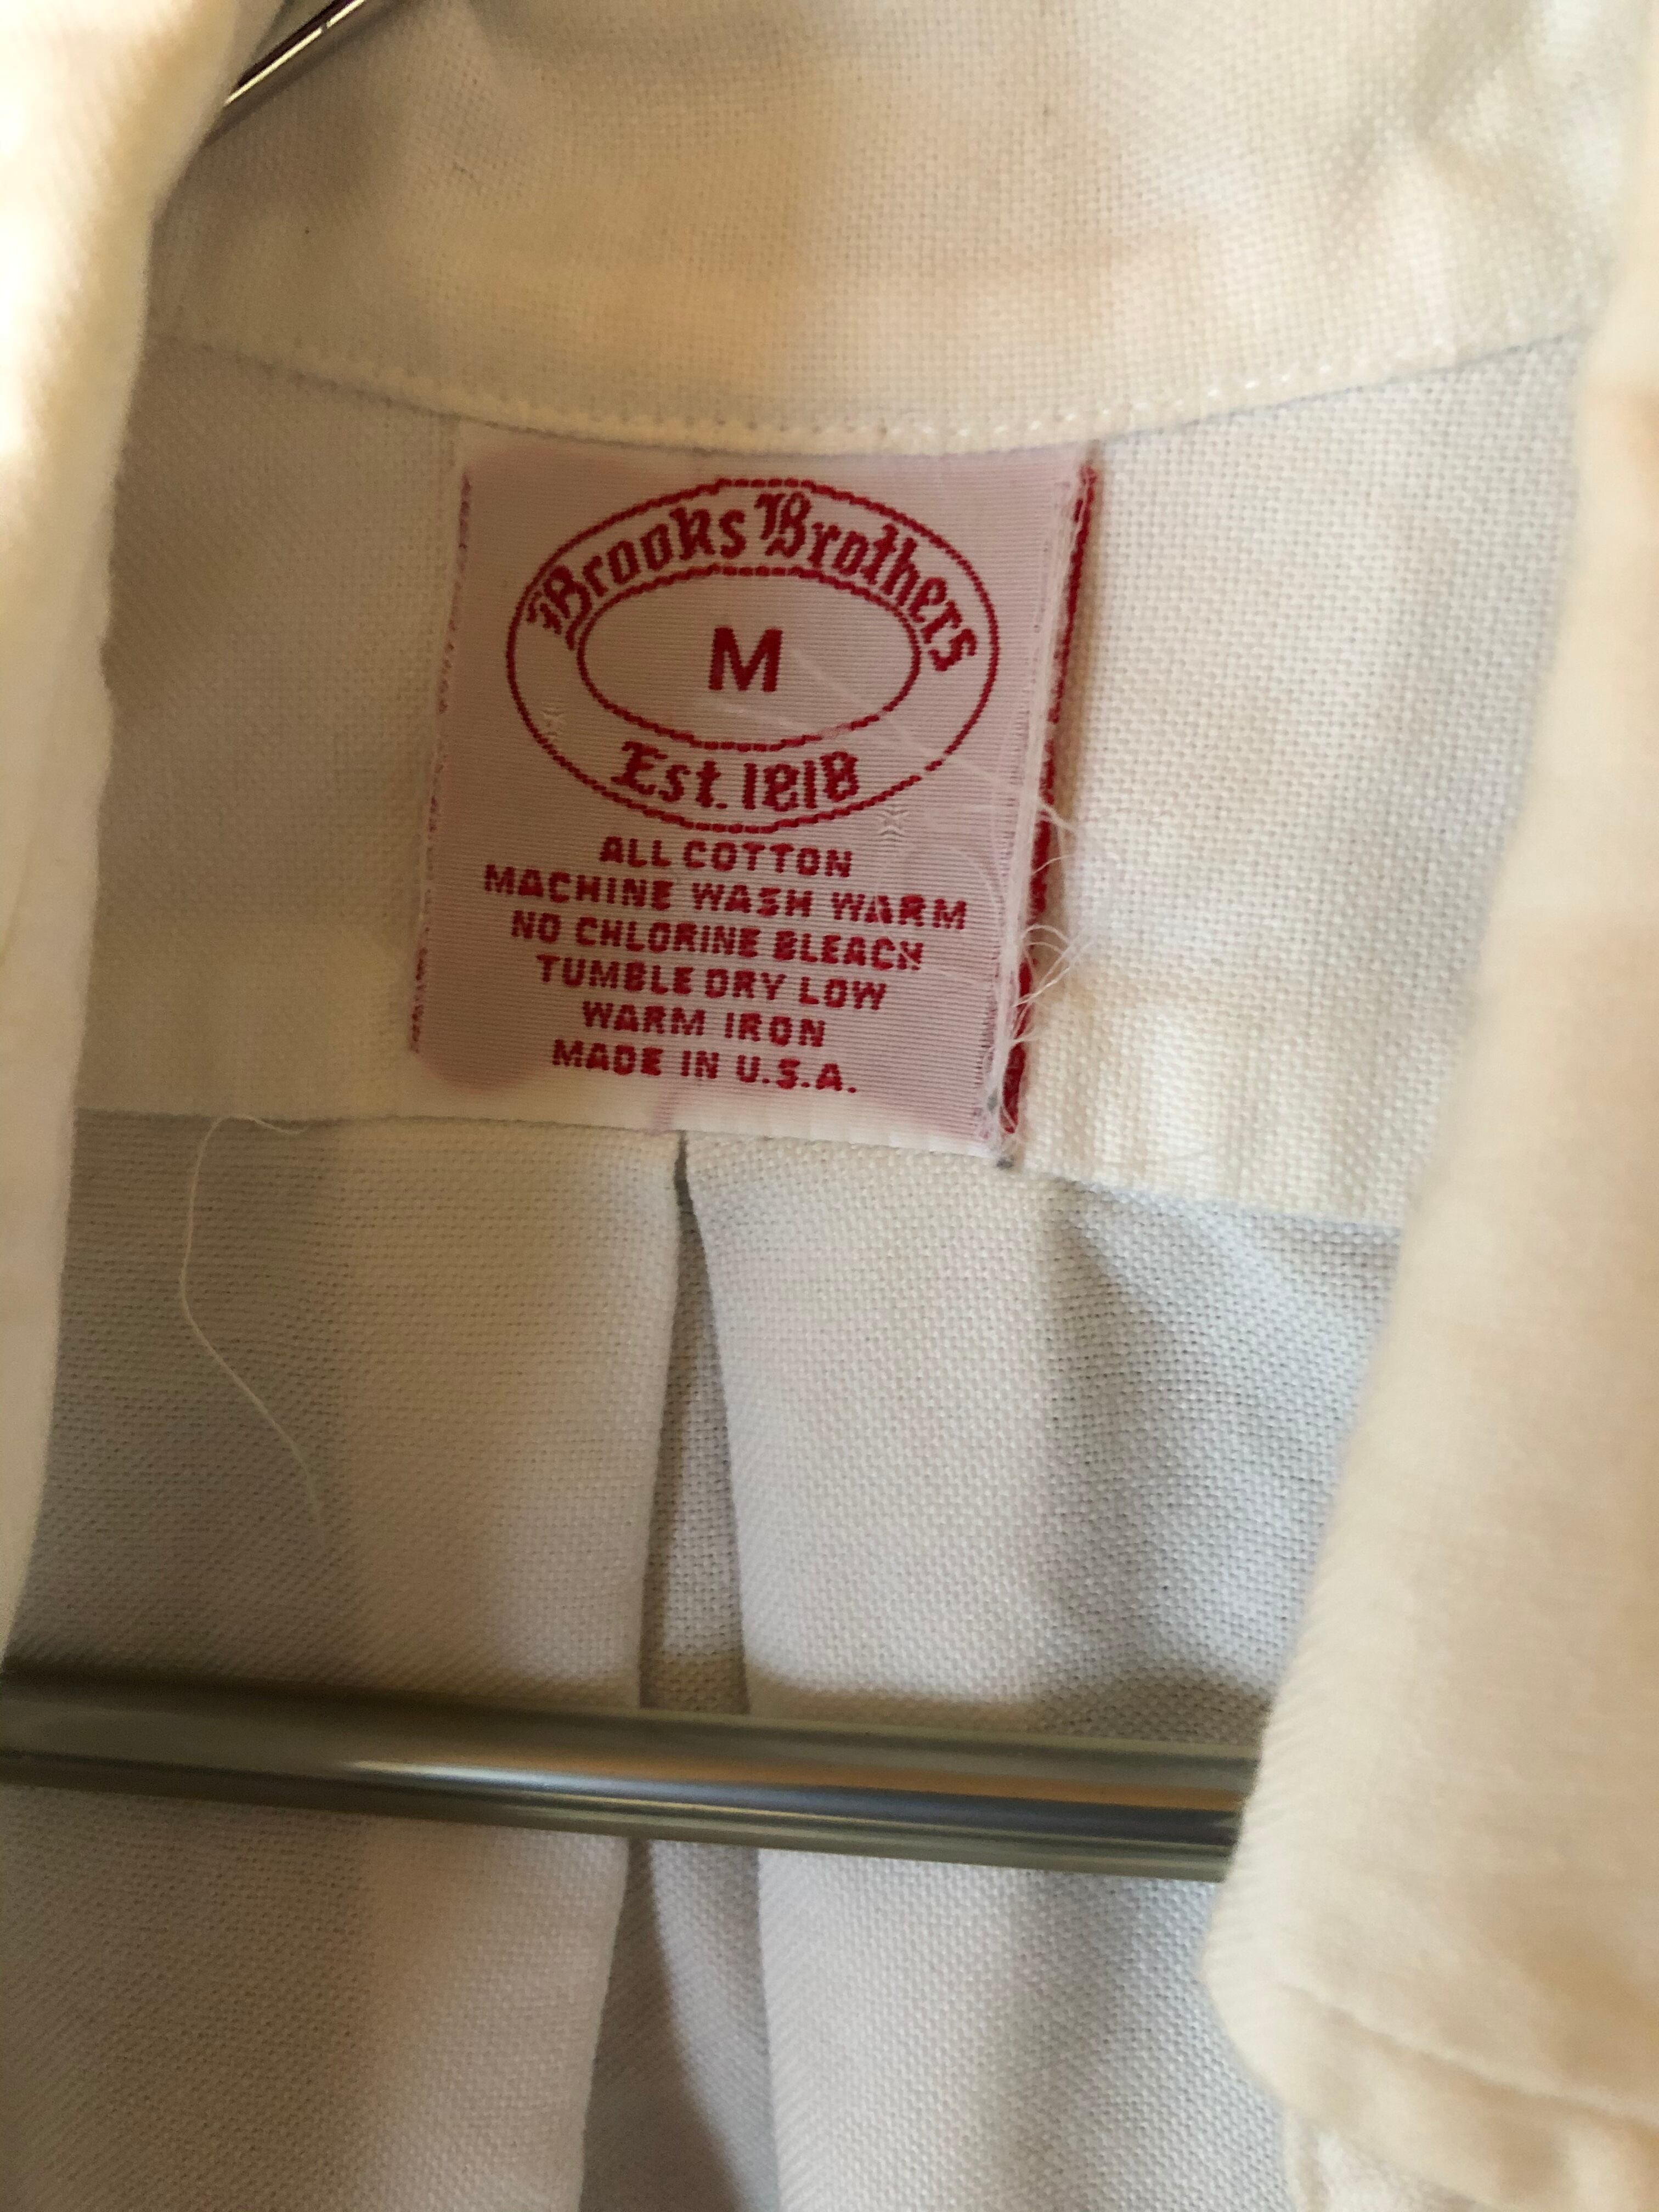 Brooks Brothers
M
Est. 1818
ALL COTTON
MACHINE WASH WARM
NO CHLORINE BLEACH
TUMBLE DRY LOW
WARM IRON
MADE IN U.S.A.